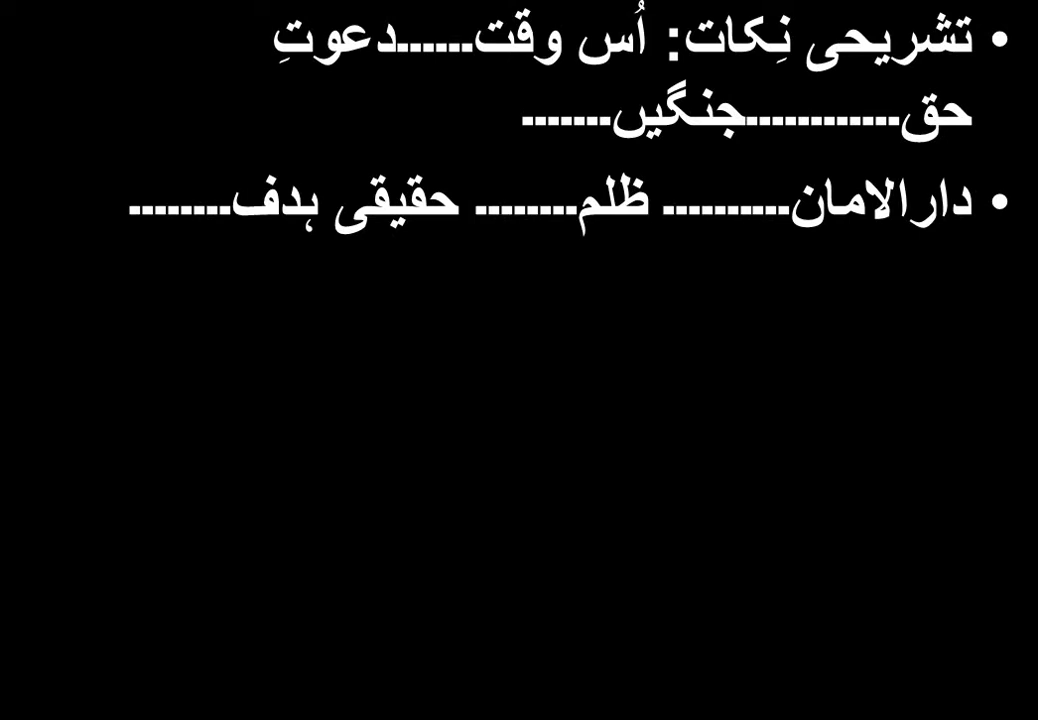 • تشریحی نِکات: اُس وقت......دعوتِ
حق............جنگیں.......
• دارالامان.......... ظلم........ حقیقی ہدف........